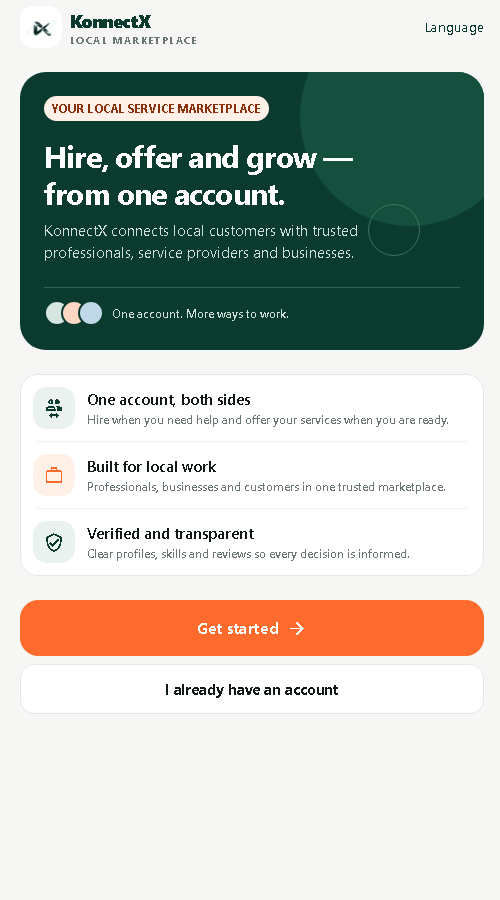 KonnectX
LOCAL MARKETPLACE
Language
YOUR LOCAL SERVICE MARKETPLACE
Hire, offer and grow —
from one account.
KonnectX connects local customers with trusted
professionals, service providers and businesses.
One account. More ways to work.
One account, both sides
Hire when you need help and offer your services when you are ready.
Built for local work
Professionals, businesses and customers in one trusted marketplace.
Verified and transparent
Clear profiles, skills and reviews so every decision is informed.
Get started →
I already have an account